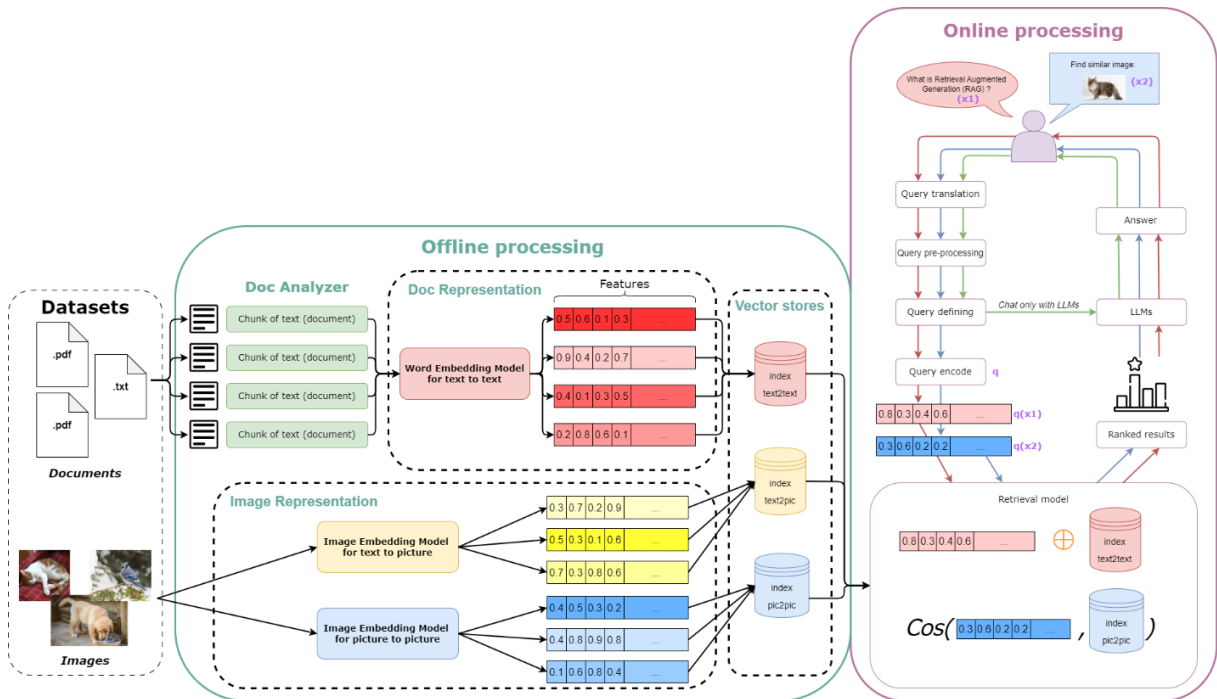 Online processing
What is Retrieval Augmented
Generation (RAG) ?
(x1)
Find similar image:
(x2)
Query translation
Query pre-processing
Query defining
Chat only with LLMs
LLMs
Answer
Query encode
q
0.8 0.3 0.4 0.6 ...
q(x1)
0.3 0.6 0.2 0.2 ...
q(x2)
Ranked results
Retrieval model
0.8 0.3 0.4 0.6 ...
index
text2text
Cos(
0.3 0.6 0.2 0.2 ...
,
index
pic2pic
)
Offline processing
Datasets
.pdf
.txt
.pdf
Documents
Images
Doc Analyzer
Chunk of text (document)
Chunk of text (document)
Chunk of text (document)
Chunk of text (document)
Doc Representation
Features
Word Embedding Model
for text to text
0.5 0.6 0.1 0.3 ...
0.9 0.4 0.2 0.7 ...
0.4 0.1 0.3 0.5 ...
0.2 0.8 0.6 0.1 ...
Vector stores
index
text2text
index
text2pic
index
pic2pic
Image Representation
Image Embedding Model
for text to picture
0.3 0.7 0.2 0.9 ...
0.5 0.3 0.1 0.6 ...
0.7 0.3 0.8 0.6 ...
Image Embedding Model
for picture to picture
0.4 0.5 0.3 0.2 ...
0.4 0.8 0.9 0.8 ...
0.1 0.6 0.8 0.4 ...